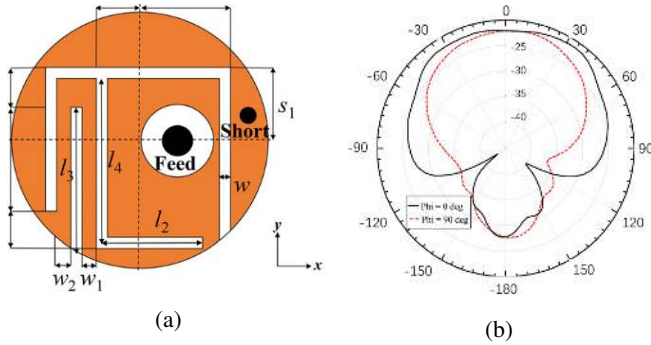 s1
Short
Feed
l3
l4
w
l2
y
x
w2
w1
(a)
0
-30
30
-60
60
-90
90
-120
120
-150
150
-180
-25
-30
-35
-40
Phi = 0 deg
Phi = 90 deg
(b)